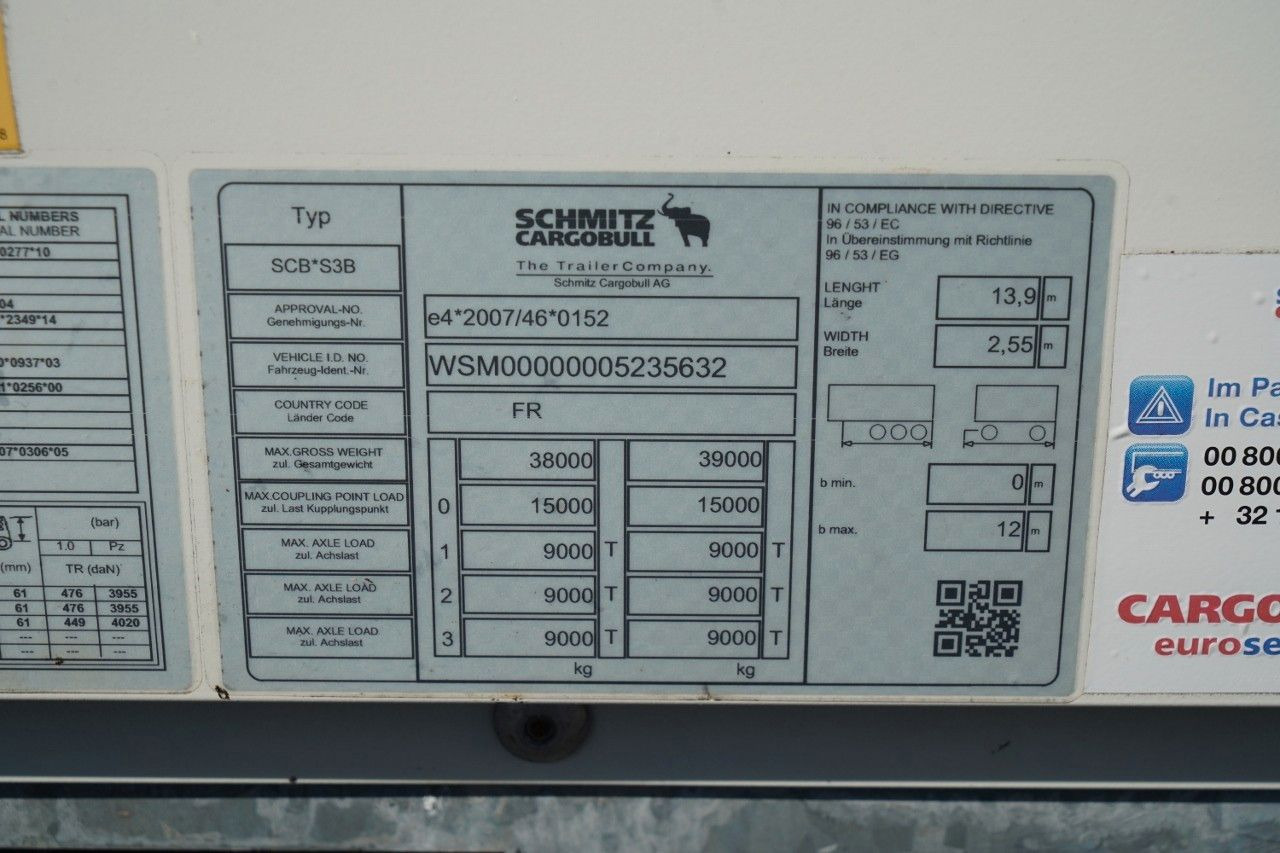 8
L NUMBERS
AL NUMBER
0277*10
04
*2349*14
0*0937*03
1*0256*00
07*0306*05
(bar)
1.0 Pz
(mm) TR (daN)
61 476 3955
61 476 3955
61 449 4020
--- --- ---
--- --- ---
Typ
SCB*S3B
SCHMITZ
CARGOBULL
The Trailer Company.
Schmitz Cargobull AG
APPROVAL-NO.
Genehmigungs-Nr.
e4*2007/46*0152
VEHICLE I.D. NO.
Fahrzeug-Ident.-Nr.
WSM00000005235632
COUNTRY CODE
Länder Code
FR
MAX.GROSS WEIGHT
zul. Gesamtgewicht
38000 39000
MAX.COUPLING POINT LOAD
zul. Last Kupplungspunkt
0 15000 15000
MAX. AXLE LOAD
zul. Achslast
1 9000 T 9000 T
MAX. AXLE LOAD
zul. Achslast
2 9000 T 9000 T
MAX. AXLE LOAD
zul. Achslast
3 9000 T 9000 T
kg kg
IN COMPLIANCE WITH DIRECTIVE
96 / 53 / EC
In Übereinstimmung mit Richtlinie
96 / 53 / EG
LENGHT
Länge
13,9 m
WIDTH
Breite
2,55 m
b min. 0 m
b max. 12 m
Im Pa
In Cas
00 800
00 800
+ 32 1
CARGO
eurose